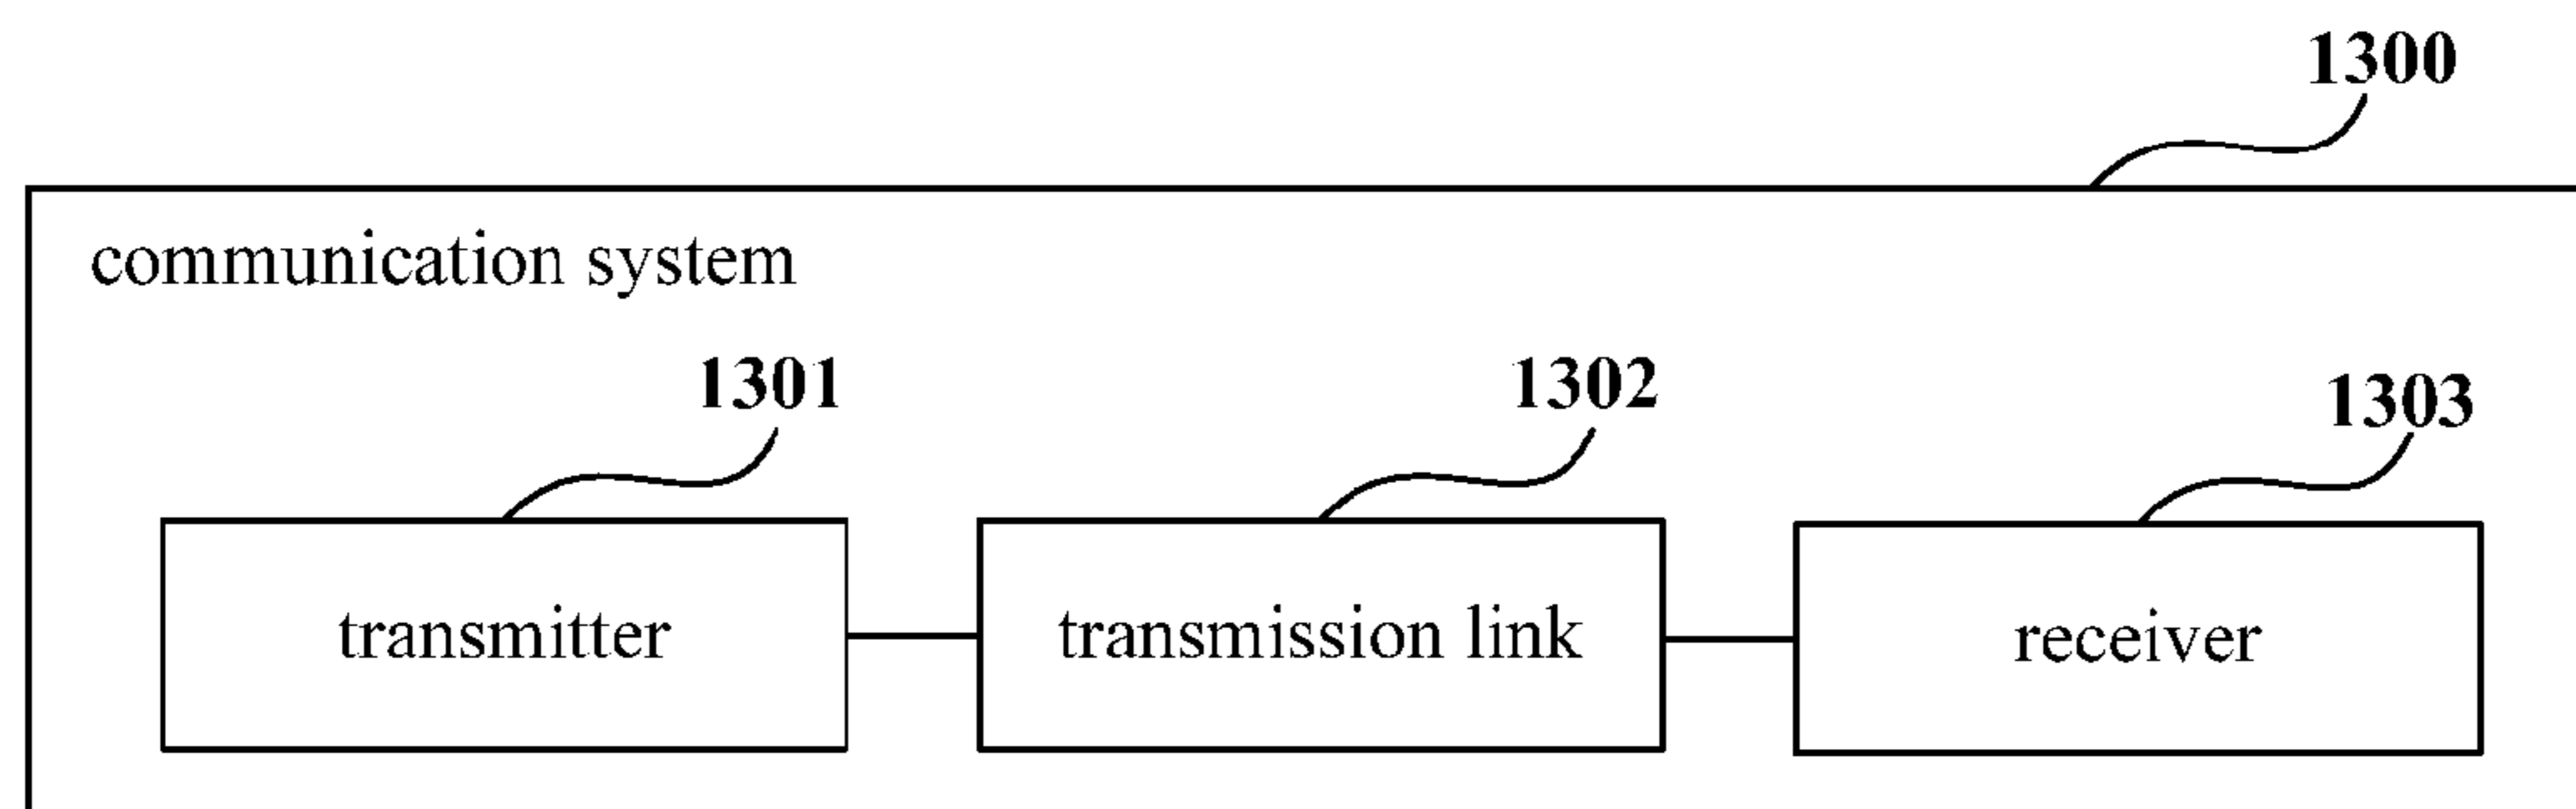 1300
communication system
1301
1302
1303
transmitter
transmission link
receiver